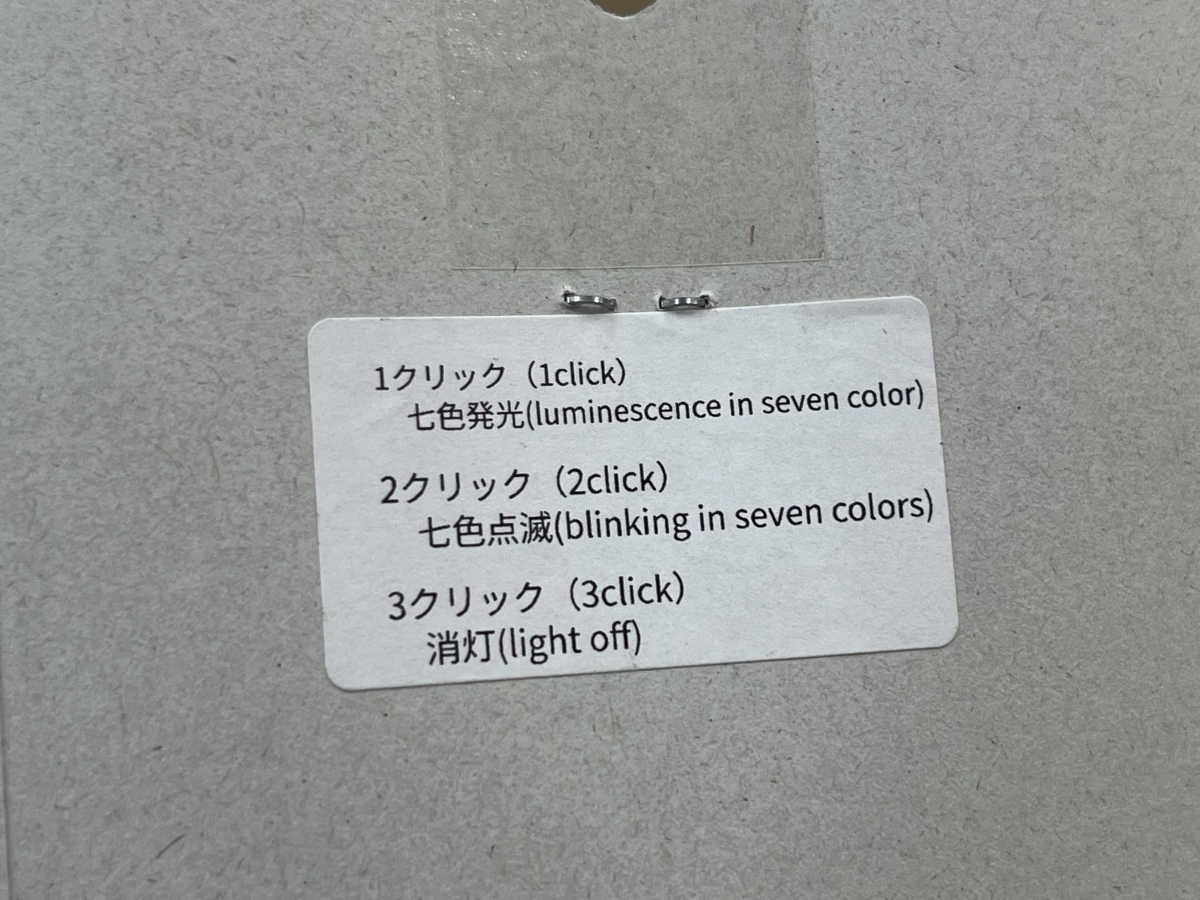 1クリック（1click）
七色発光(luminescence in seven color)
2クリック（2click）
七色点滅(blinking in seven colors)
3クリック（3click）
消灯(light off)